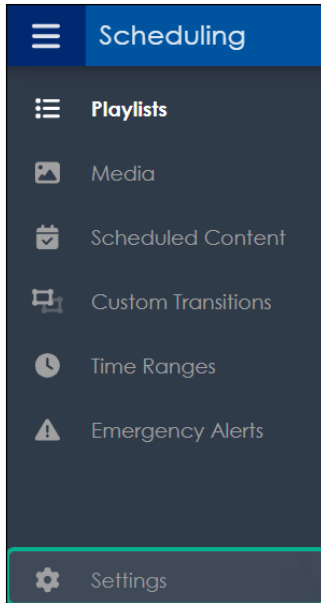 Scheduling
Playlists
Media
Scheduled Content
Custom Transitions
Time Ranges
Emergency Alerts
Settings